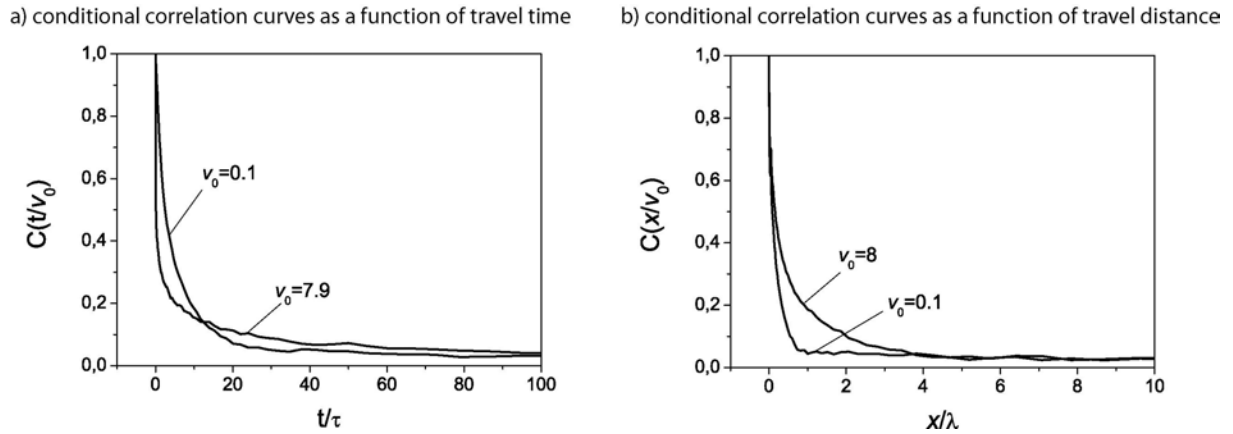 a) conditional correlation curves as a function of travel time
b) conditional correlation curves as a function of travel distance
1,0
0,8
0,6
0,4
0,2
0,0
C(t/v₀)
v₀=0.1
v₀=7.9
0
20
40
60
80
100
t/τ
1,0
0,8
0,6
0,4
0,2
0,0
C(x/v₀)
v₀=8
v₀=0.1
0
2
4
6
8
10
x/λ